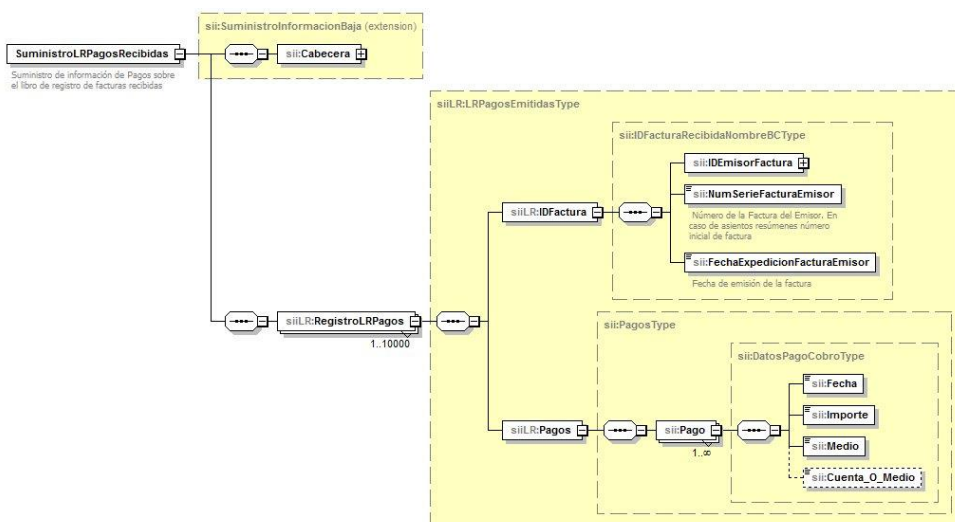 sii:SuministroInformacionBaja (extension)
SuministroLRPagosRecibidas
sii:Cabecera
Suministro de información de Pagos sobre
el libro de registro de facturas recibidas
siiLR:LRPagosEmitidasType
sii:IDFacturaRecibidaNombreBCType
sii:IDEmisorFactura
sii:NumSerieFacturaEmisor
siiLR:IDFactura
Número de la Factura del Emisor. En
caso de asientos resúmenes número
inicial de factura
sii:FechaExpedicionFacturaEmisor
Fecha de emisión de la factura
siiLR:RegistroLRPagos
1..10000
sii:PagosType
sii:DatosPagoCobroType
sii:Fecha
sii:Importe
siiLR:Pagos
sii:Pago
1..∞
sii:Medio
sii:Cuenta_O_Medio